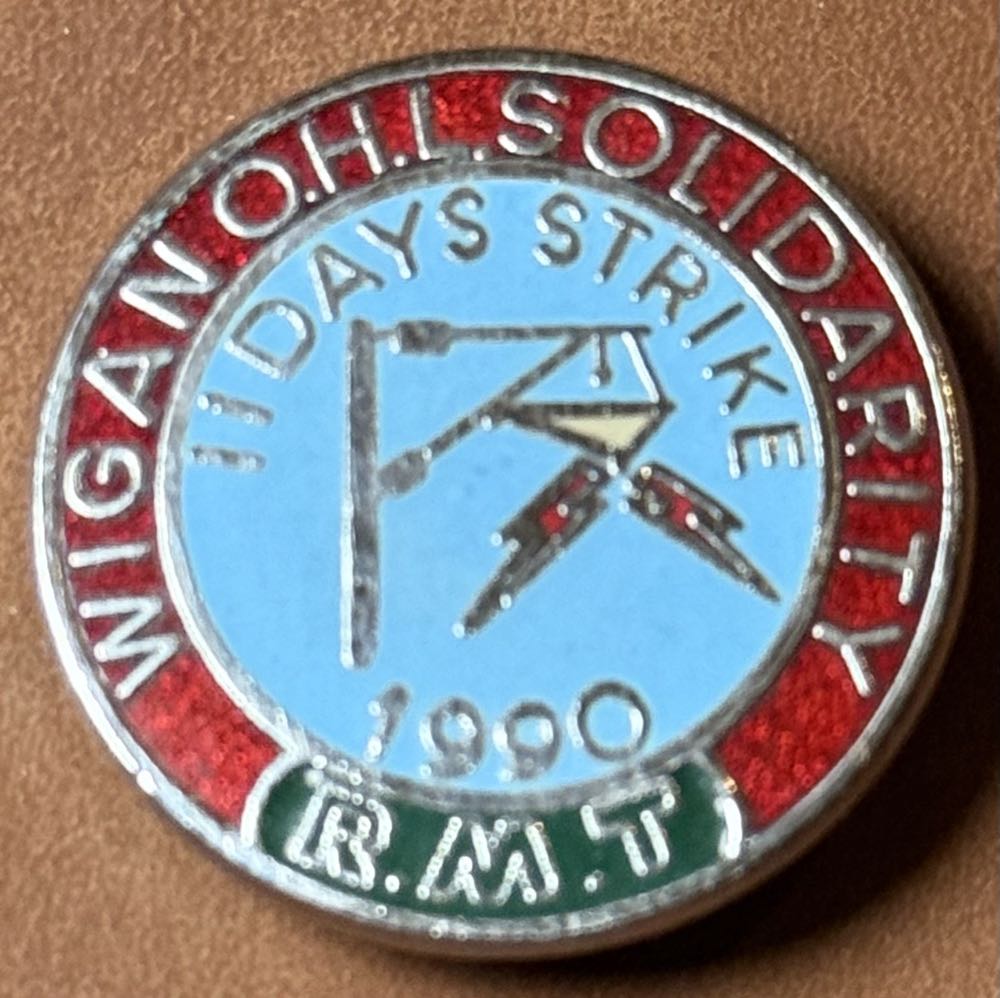 WIGAN O.H.L. SOLIDARITY
11 DAYS STRIKE
1990
R.M.T